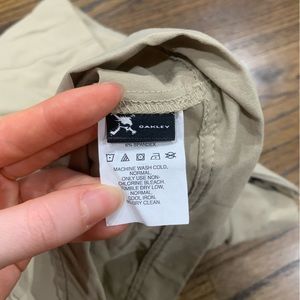 OAKLEY
SPANDEX
MACHINE WASH COLD,
NORMAL.
ONLY USE NON-
CHLORINE BLEACH.
TUMBLE DRY LOW,
NORMAL.
COOL IRON.
DRY CLEAN.